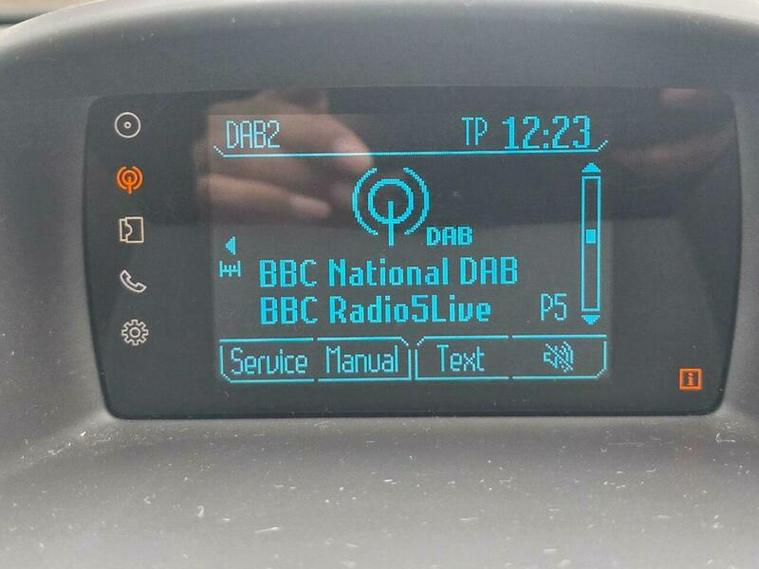 DAB2 TP 12:23
DAB
BBC National DAB
BBC Radio5Live P5
Service Manual Text
i